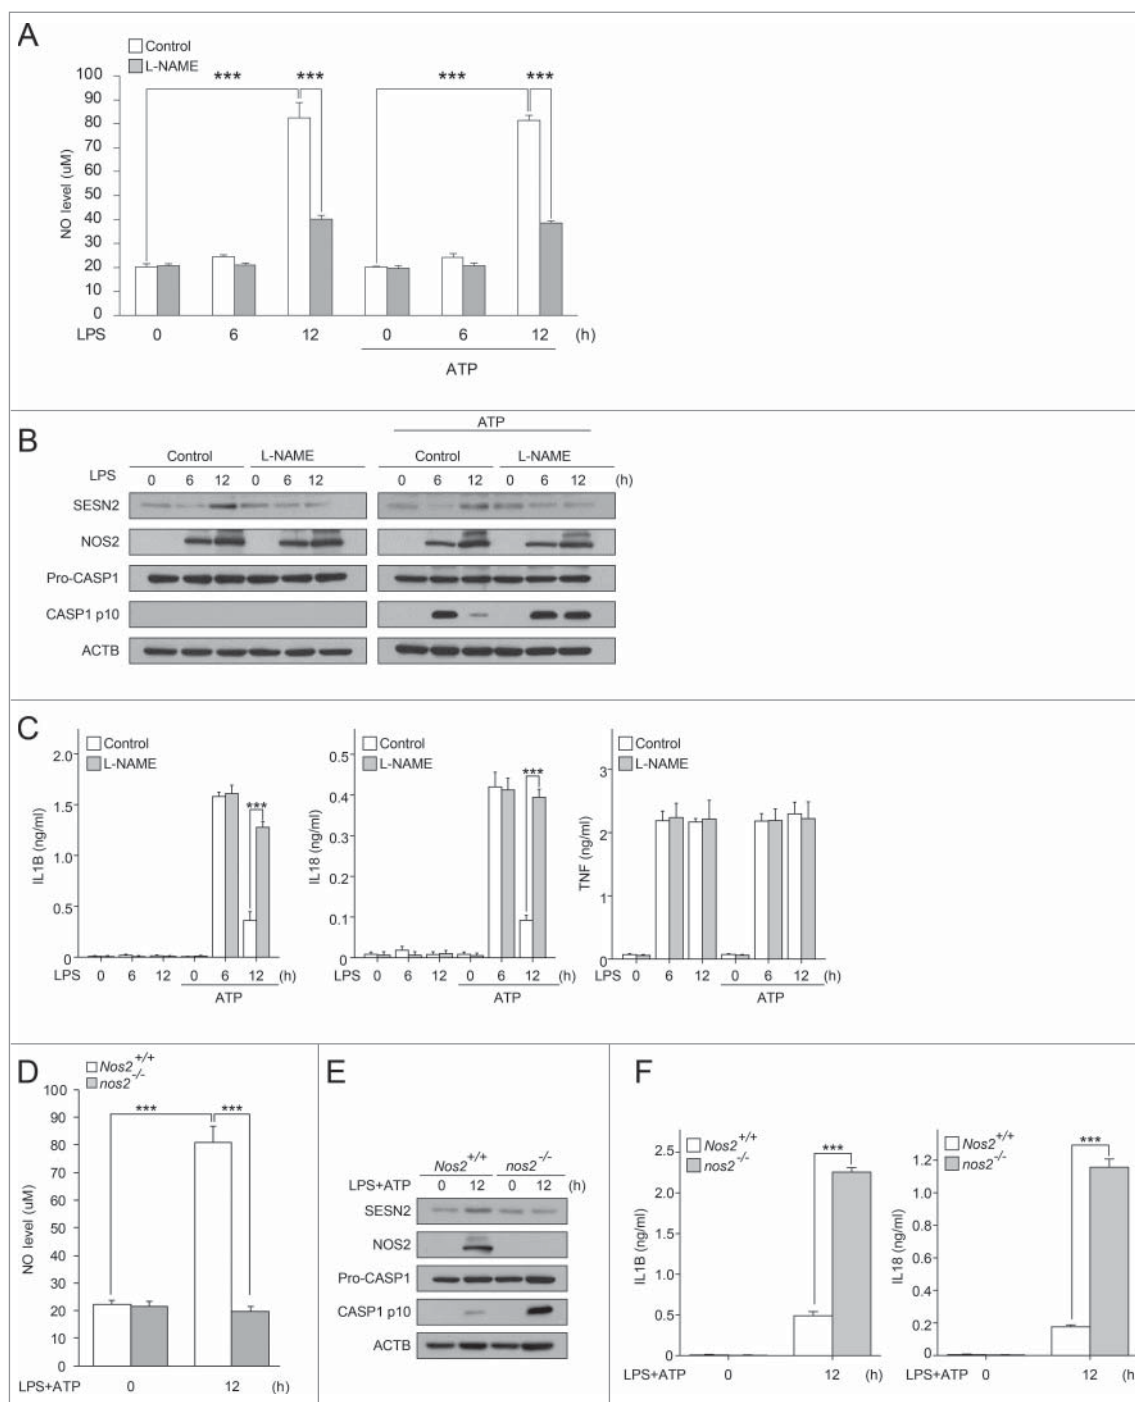 A
Control
L-NAME
*** *** *** ***
100
90
80
70
60
50
40
30
20
10
0
NO level (uM)
LPS 0 6 12 0 6 12 (h)
ATP
B
ATP
Control L-NAME Control L-NAME
LPS 0 6 12 0 6 12 0 6 12 0 6 12 (h)
SESN2
NOS2
Pro-CASP1
CASP1 p10
ACTB
C
Control
L-NAME
***
2.0
1.5
1.0
0.5
0
IL1B (ng/ml)
LPS 0 6 12 0 6 12 (h)
ATP
Control
L-NAME
***
0.5
0.4
0.3
0.2
0.1
0
IL18 (ng/ml)
LPS 0 6 12 0 6 12 (h)
ATP
Control
L-NAME
3
2
1
0
TNF (ng/ml)
LPS 0 6 12 0 6 12 (h)
ATP
D
Nos2+/+
nos2-/-
*** ***
100
90
80
70
60
50
40
30
20
10
0
NO level (uM)
LPS+ATP 0 12 (h)
E
Nos2+/+ nos2-/-
LPS+ATP 0 12 0 12 (h)
SESN2
NOS2
Pro-CASP1
CASP1 p10
ACTB
F
Nos2+/+
nos2-/-
***
2.5
2.0
1.5
1.0
0.5
0
IL1B (ng/ml)
LPS+ATP 0 12 (h)
Nos2+/+
nos2-/-
***
1.2
1.0
0.8
0.6
0.4
0.2
0
IL18 (ng/ml)
LPS+ATP 0 12 (h)